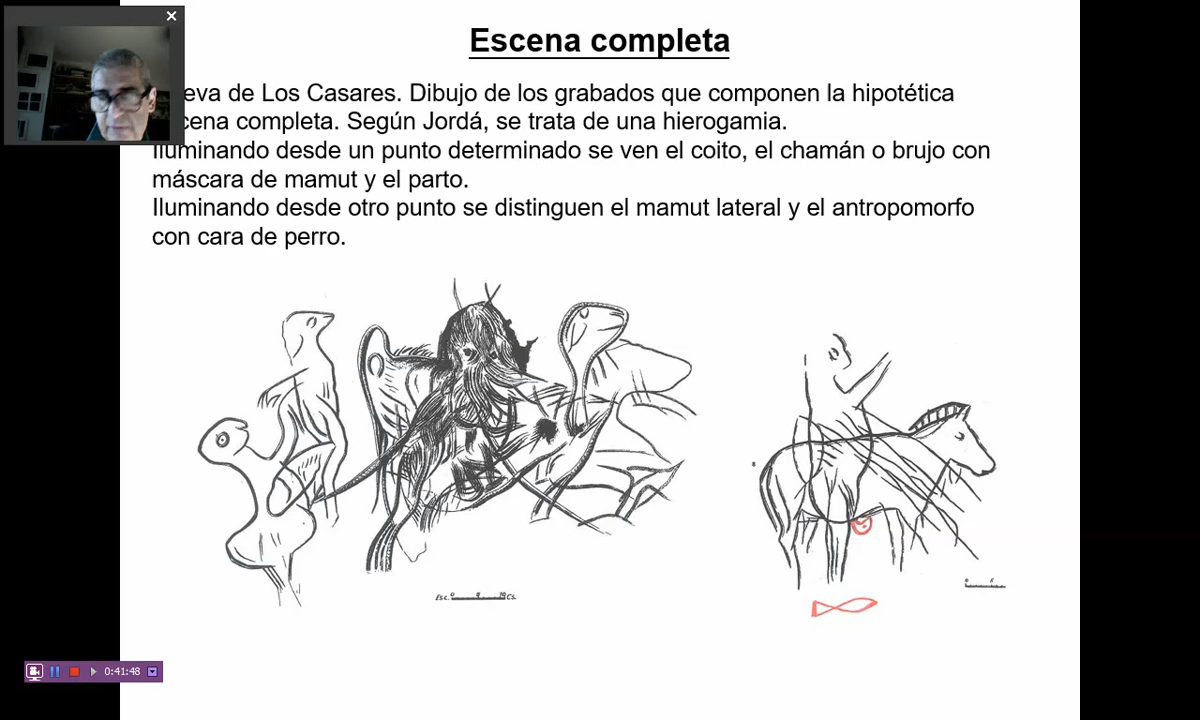 Escena completa
eva de Los Casares. Dibujo de los grabados que componen la hipotética
cena completa. Según Jordá, se trata de una hierogamia.
Iluminando desde un punto determinado se ven el coito, el chamán o brujo con
máscara de mamut y el parto.
Iluminando desde otro punto se distinguen el mamut lateral y el antropomorfo
con cara de perro.
0:41:48